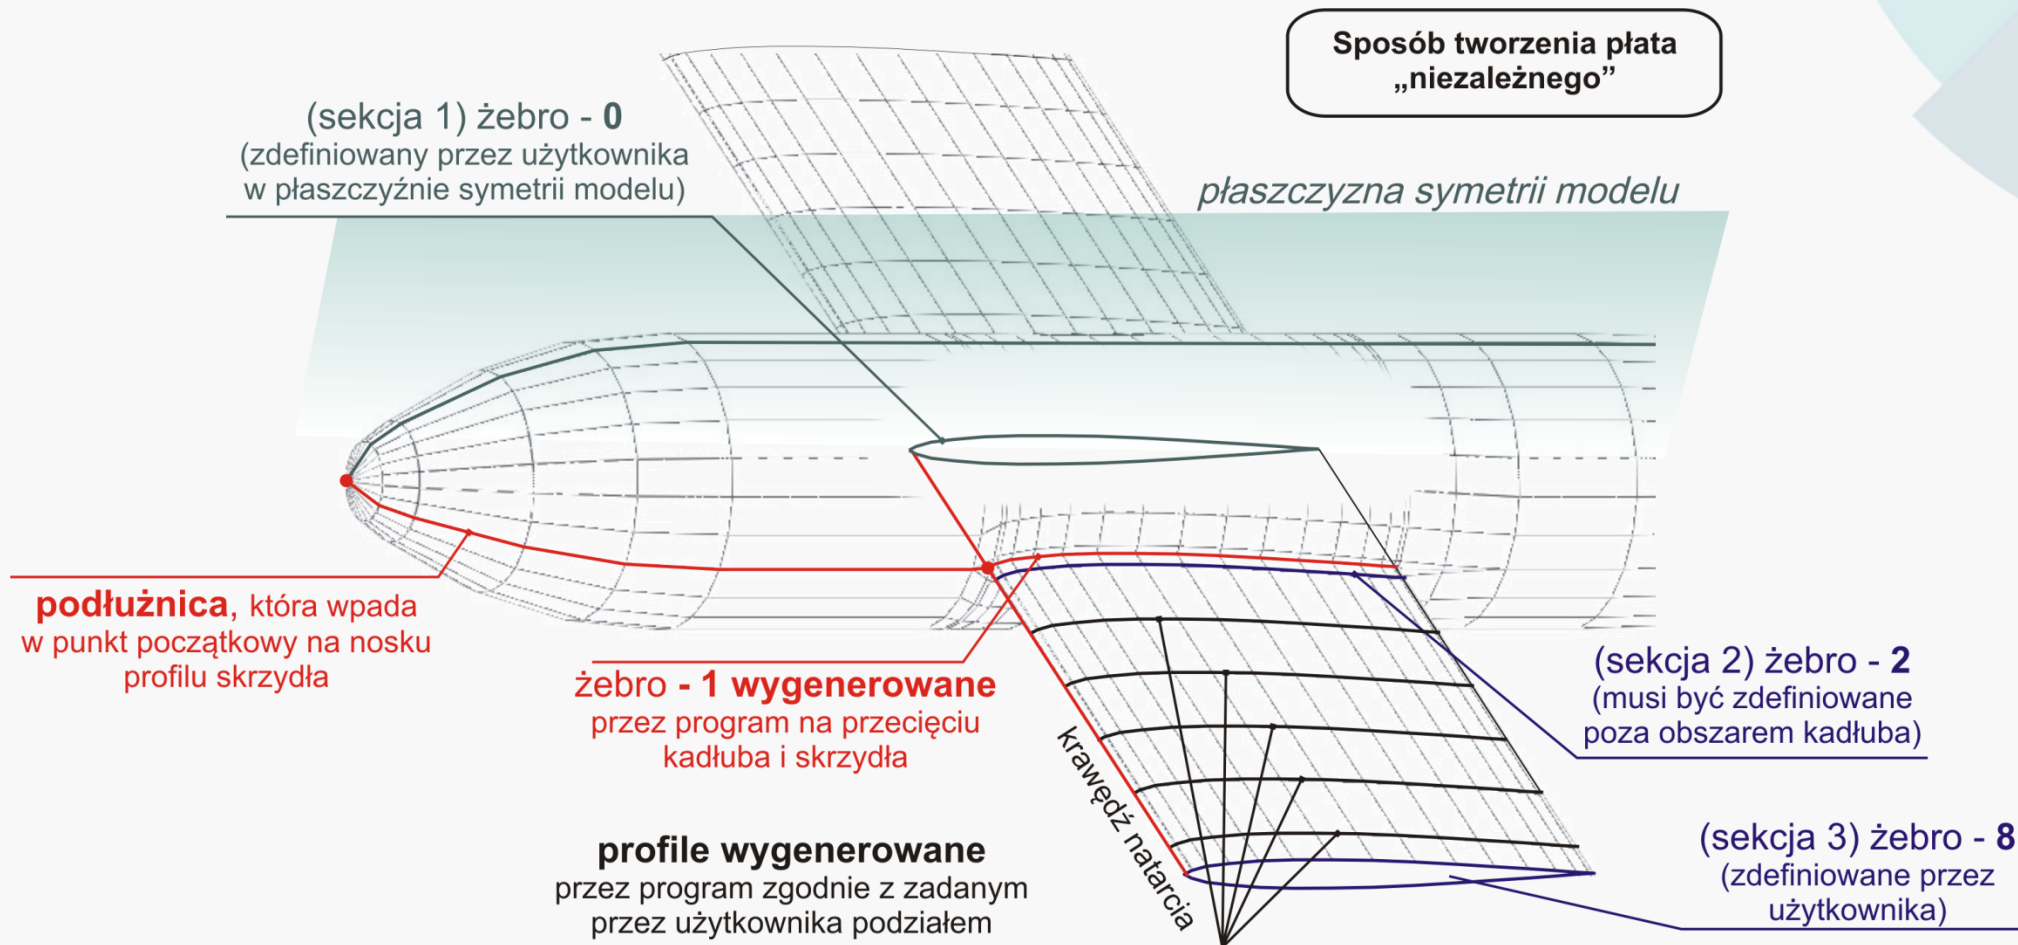 Sposób tworzenia płata
„niezależnego”
(sekcja 1) żebro - 0
(zdefiniowany przez użytkownika
w płaszczyźnie symetrii modelu)
płaszczyzna symetrii modelu
podłużnica, która wpada
w punkt początkowy na nosku
profilu skrzydła
żebro - 1 wygenerowane
przez program na przecięciu
kadłuba i skrzydła
(sekcja 2) żebro - 2
(musi być zdefiniowane
poza obszarem kadłuba)
krawędź natarcia
profile wygenerowane
przez program zgodnie z zadanym
przez użytkownika podziałem
(sekcja 3) żebro - 8
(zdefiniowane przez
użytkownika)